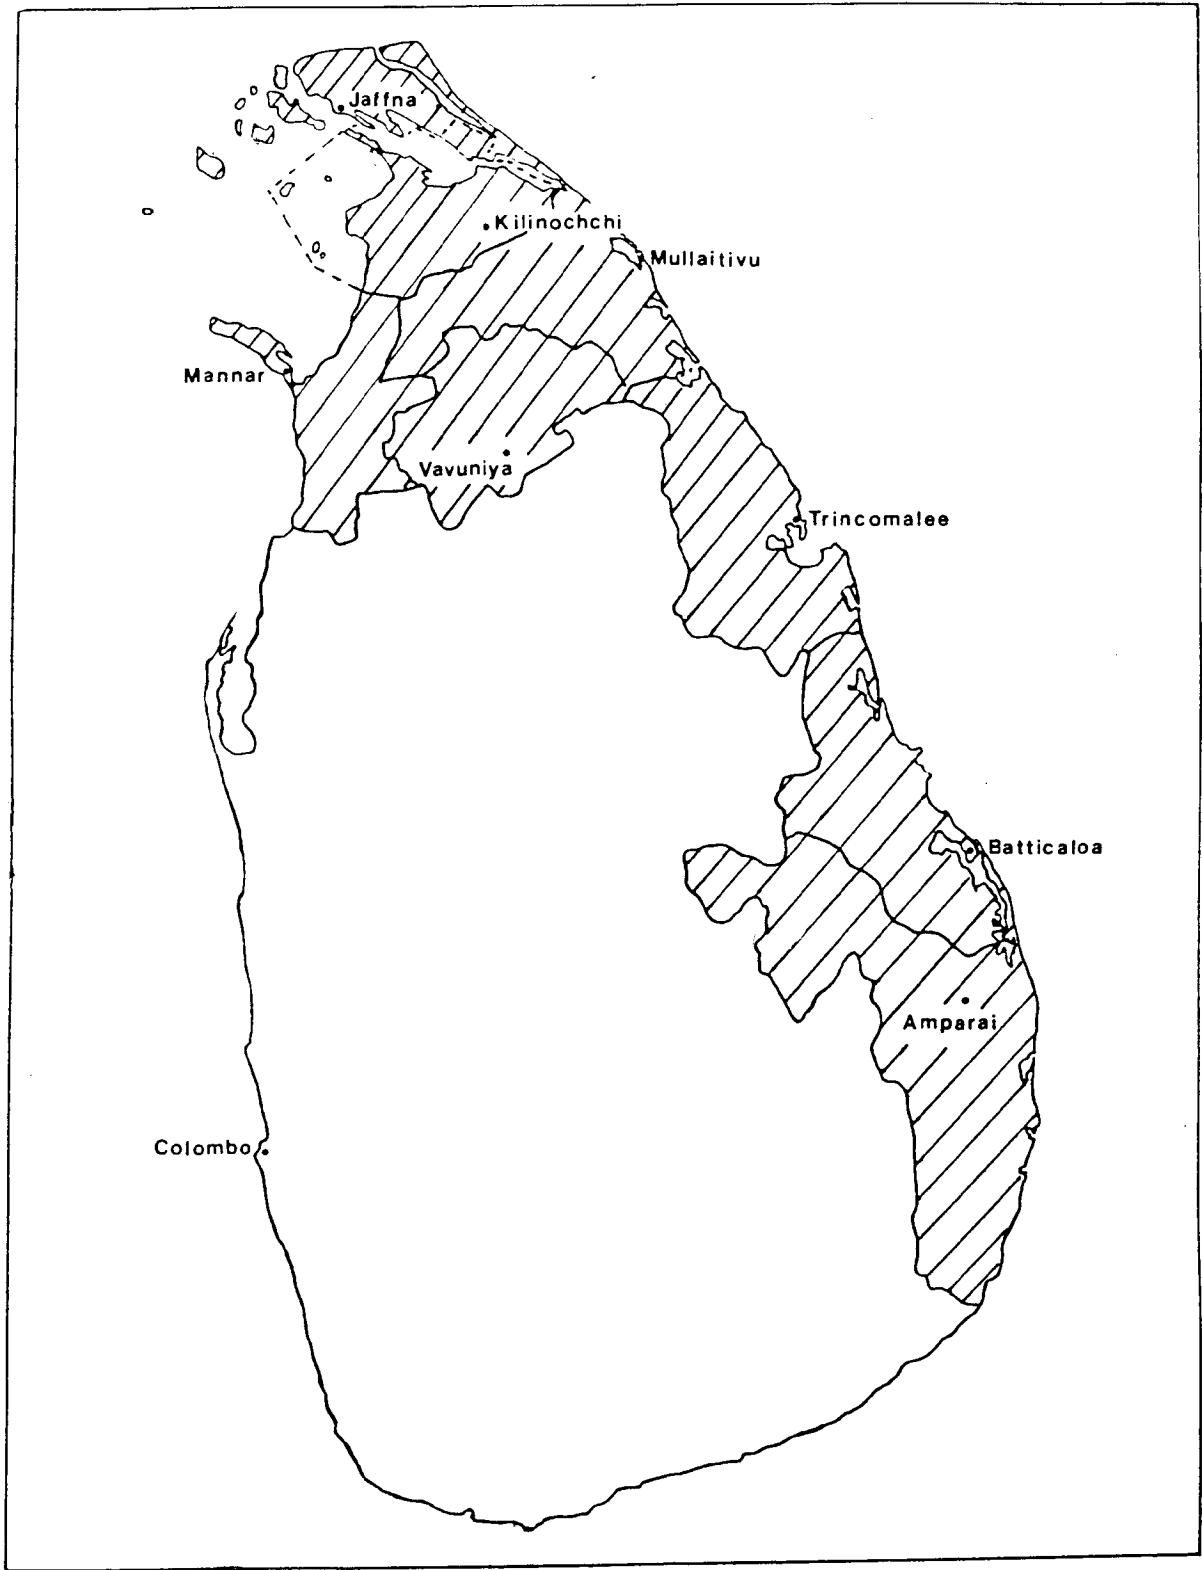 Jaffna
Kilinochchi
Mullaitivu
Mannar
Vavuniya
Trincomalee
Batticaloa
Amparai
Colombo